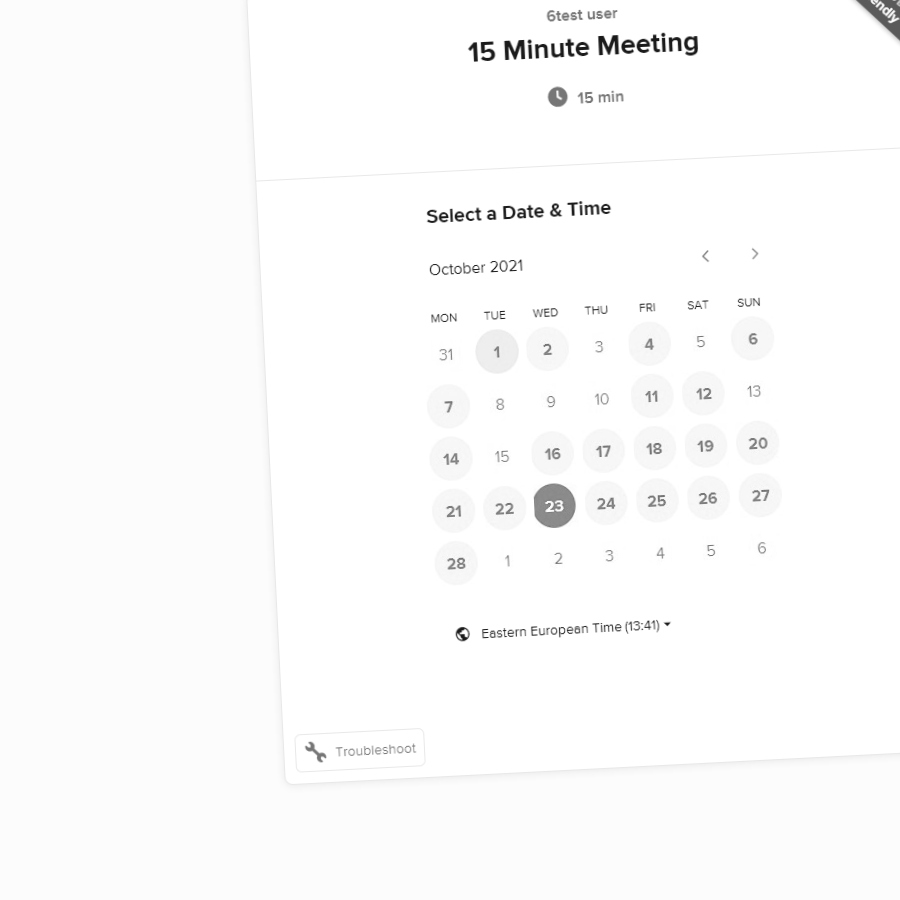 6test user
15 Minute Meeting
15 min
Select a Date & Time
October 2021
MON TUE WED THU FRI SAT SUN
31 1 2 3 4 5 6
7 8 9 10 11 12 13
14 15 16 17 18 19 20
21 22 23 24 25 26 27
28 1 2 3 4 5 6
Eastern European Time (13:41)
Troubleshoot